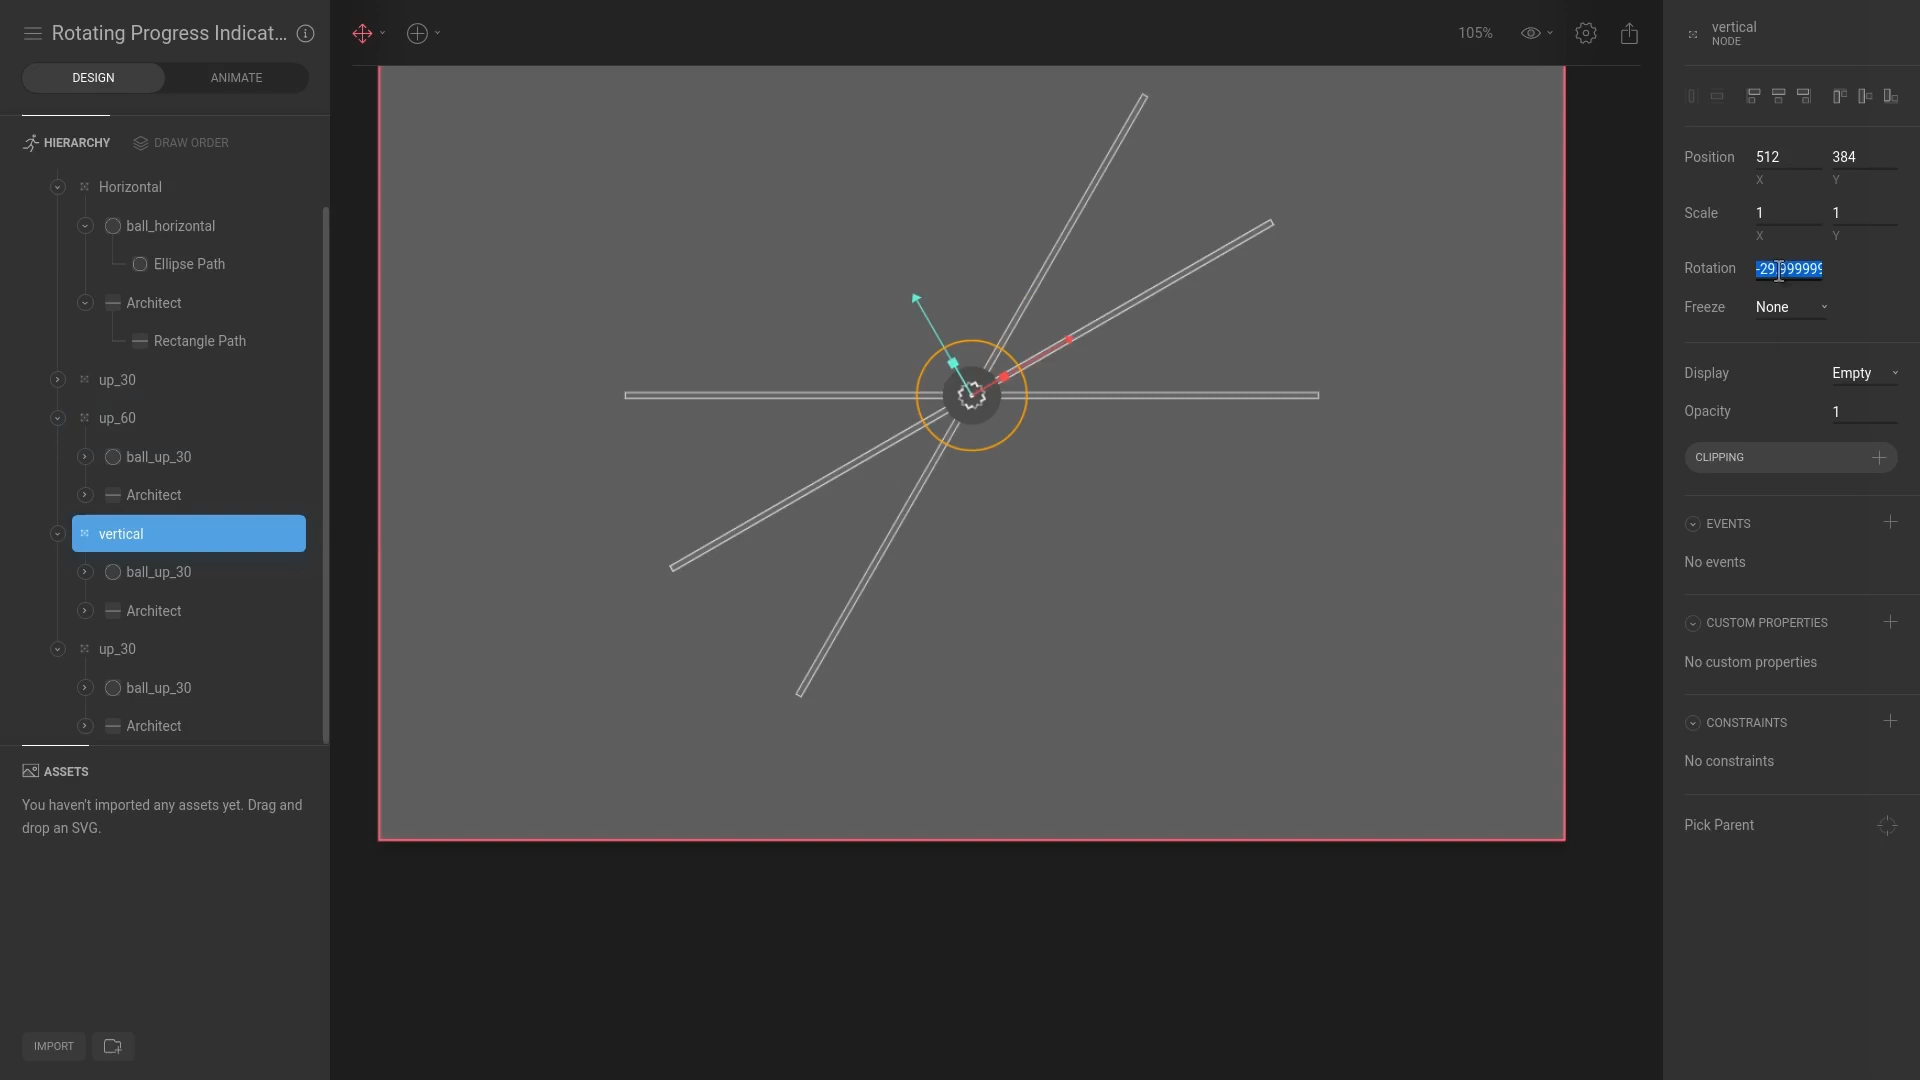 Rotating Progress Indicat...
DESIGN
ANIMATE
HIERARCHY
DRAW ORDER
Horizontal
ball_horizontal
Ellipse Path
Architect
Rectangle Path
up_30
up_60
ball_up_30
Architect
vertical
ball_up_30
Architect
up_30
ball_up_30
Architect
ASSETS
You haven't imported any assets yet. Drag and
drop an SVG.
IMPORT
105%
vertical
NODE
Position 512 384
X Y
Scale 1 1
X Y
Rotation -29.999999
Freeze None
Display Empty
Opacity 1
CLIPPING
EVENTS
No events
CUSTOM PROPERTIES
No custom properties
CONSTRAINTS
No constraints
Pick Parent